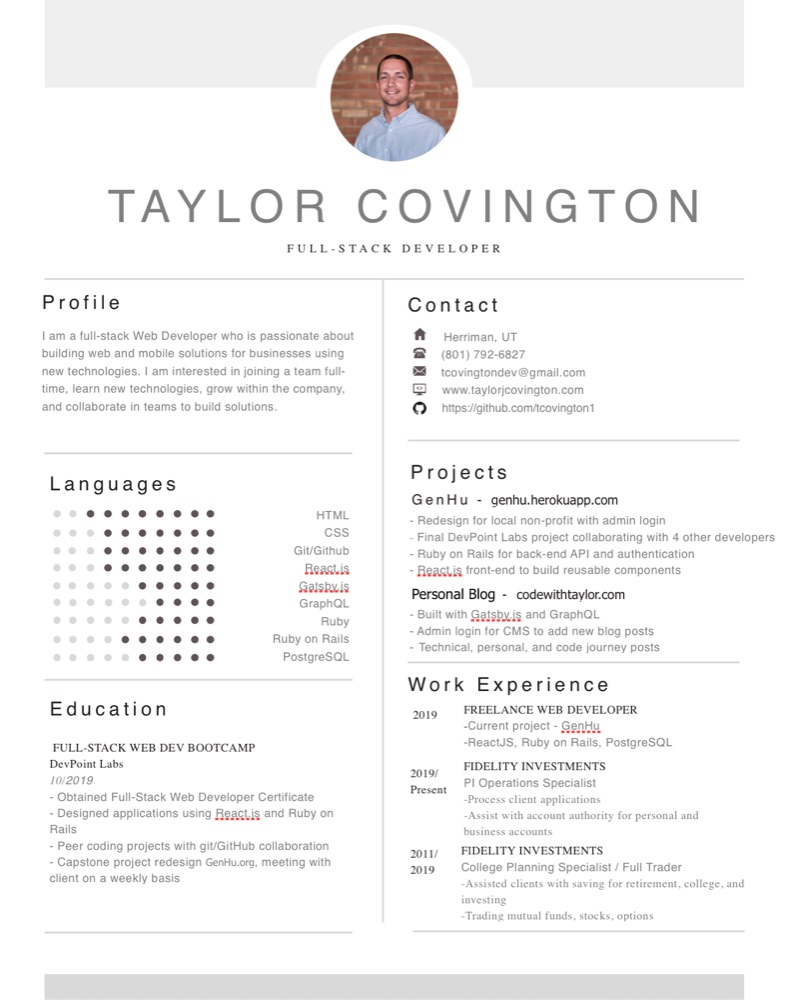 TAYLOR COVINGTON
FULL-STACK DEVELOPER
Profile
I am a full-stack Web Developer who is passionate about
building web and mobile solutions for businesses using
new technologies. I am interested in joining a team full-
time, learn new technologies, grow within the company,
and collaborate in teams to build solutions.
Languages
HTML
CSS
Git/Github
React.js
Gatsby.js
GraphQL
Ruby
Ruby on Rails
PostgreSQL
Education
FULL-STACK WEB DEV BOOTCAMP
DevPoint Labs
10/2019
- Obtained Full-Stack Web Developer Certificate
- Designed applications using React.js and Ruby on
Rails
- Peer coding projects with git/GitHub collaboration
- Capstone project redesign GenHu.org, meeting with
client on a weekly basis
Contact
Herriman, UT
(801) 792-6827
tcovingtondev@gmail.com
www.taylorjcovington.com
https://github.com/tcovington1
Projects
GenHu - genhu.herokuapp.com
- Redesign for local non-profit with admin login
- Final DevPoint Labs project collaborating with 4 other developers
- Ruby on Rails for back-end API and authentication
- React.js front-end to build reusable components
Personal Blog - codewithtaylor.com
- Built with Gatsby.js and GraphQL
- Admin login for CMS to add new blog posts
- Technical, personal, and code journey posts
Work Experience
2019
FREELANCE WEB DEVELOPER
-Current project - GenHu
-ReactJS, Ruby on Rails, PostgreSQL
2019/
Present
FIDELITY INVESTMENTS
PI Operations Specialist
-Process client applications
-Assist with account authority for personal and
business accounts
2011/
2019
FIDELITY INVESTMENTS
College Planning Specialist / Full Trader
-Assisted clients with saving for retirement, college, and
investing
-Trading mutual funds, stocks, options